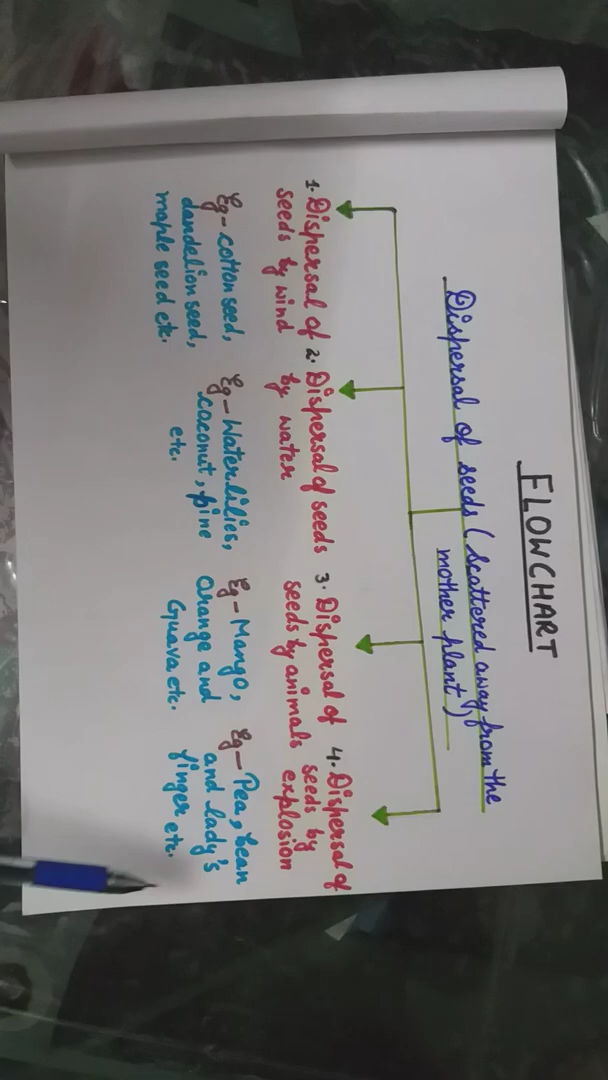 FLOWCHART
Dispersal of seeds (scattored away from the
mother plant)
1. Dispersal of
seeds by wind
Eg- cotton seed,
dandelion seed,
maple seed etc.
2. Dispersal of seeds
by water
Eg- Water lilies,
coconut, pine
etc.
3. Dispersal of
seeds by animals
Eg- Mango,
orange and
Guava etc.
4. Dispersal of
seeds by
explosion
Eg- Pea, bean
and lady's
finger etc.